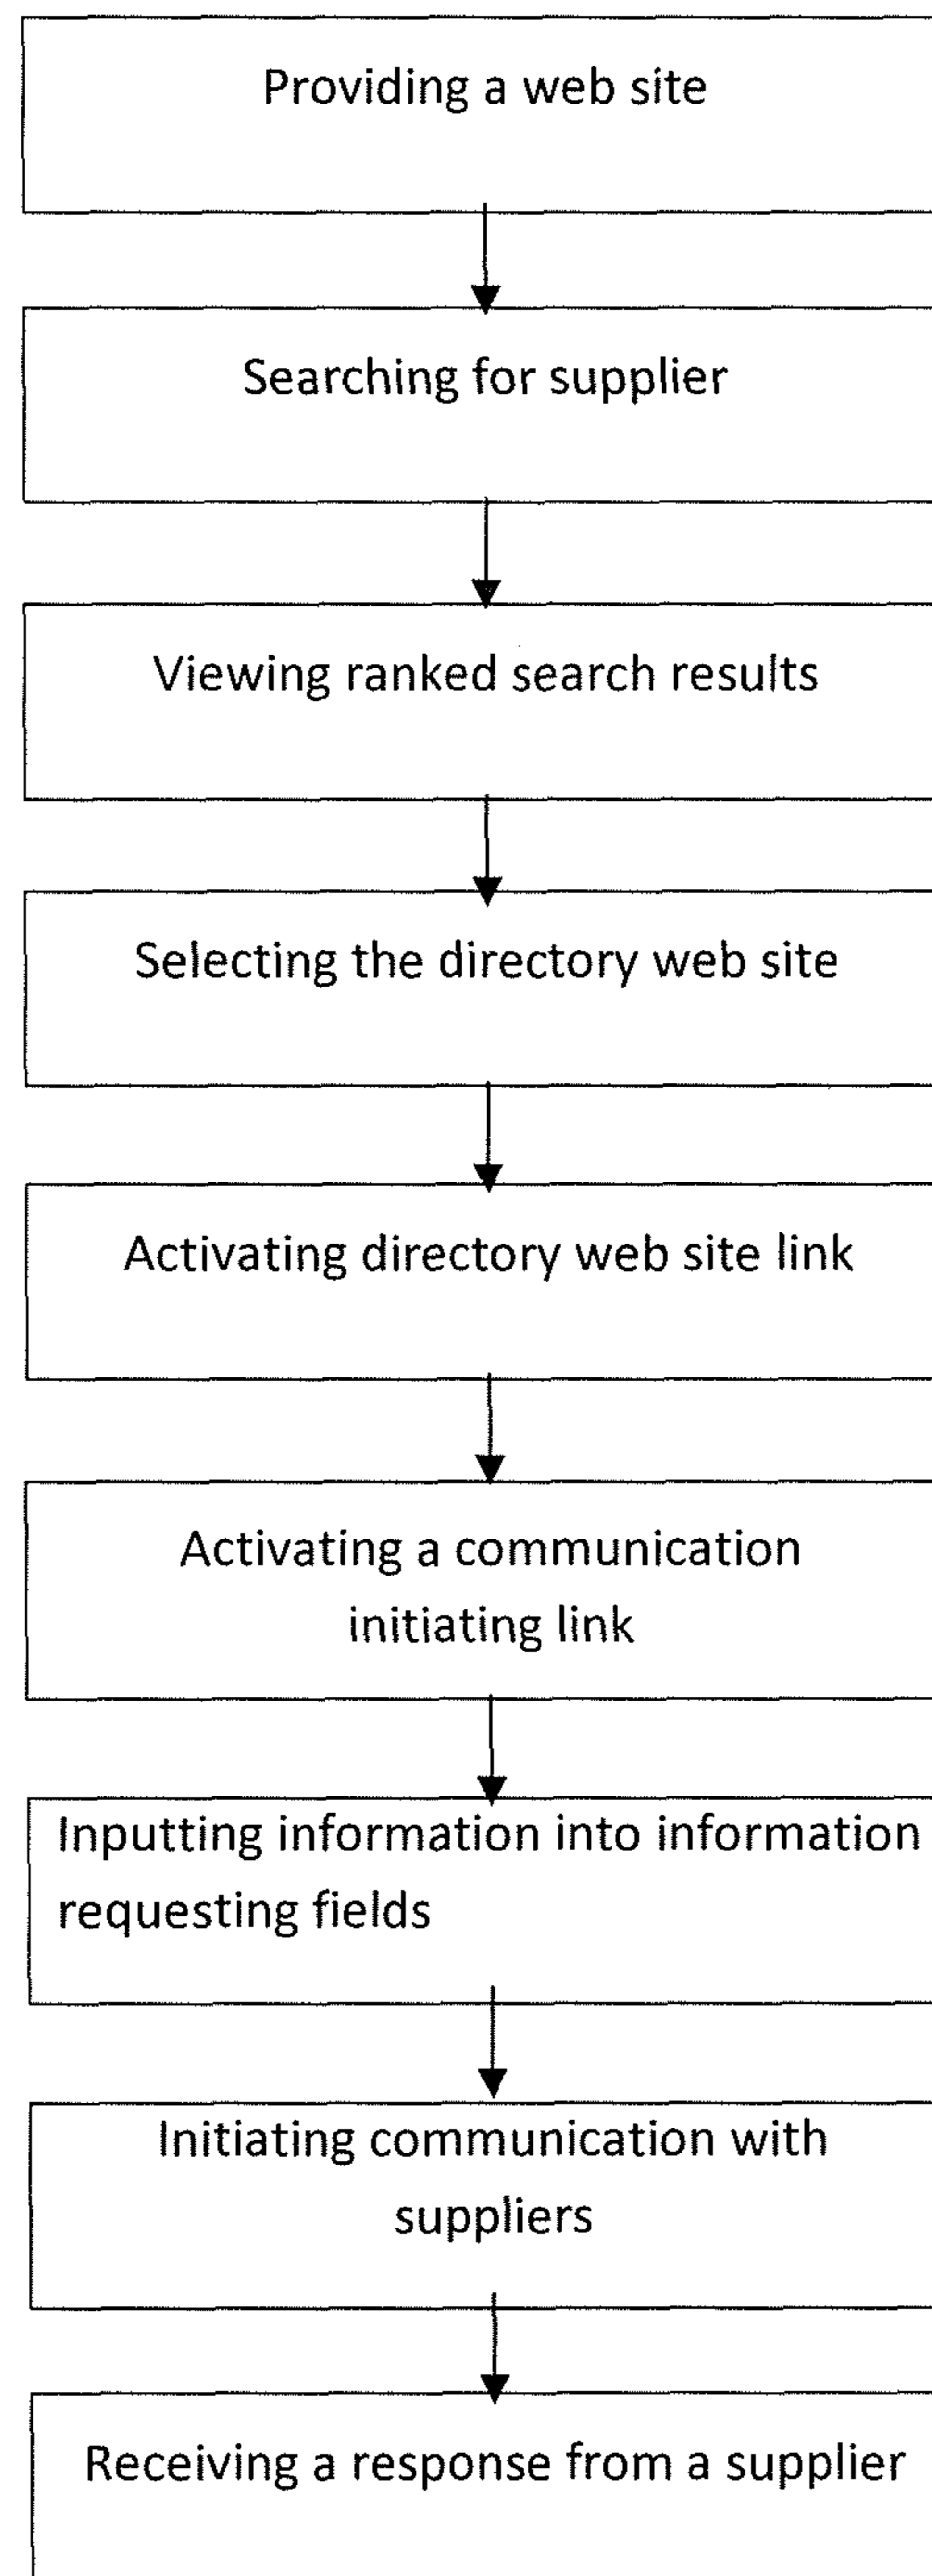 Providing a web site
Searching for supplier
Viewing ranked search results
Selecting the directory web site
Activating directory web site link
Activating a communication
initiating link
Inputting information into information
requesting fields
Initiating communication with
suppliers
Receiving a response from a supplier